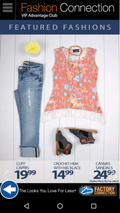 Fashion Connection
VIP Advantage Club
FEATURED FASHIONS
CUFF
CAPRIS
19.99
CROCHET HEM
WITH NECKLACE
14.99
CANVAS
SANDALS
24.97
The Looks You Love For Less!
FACTORY
CONNECTION